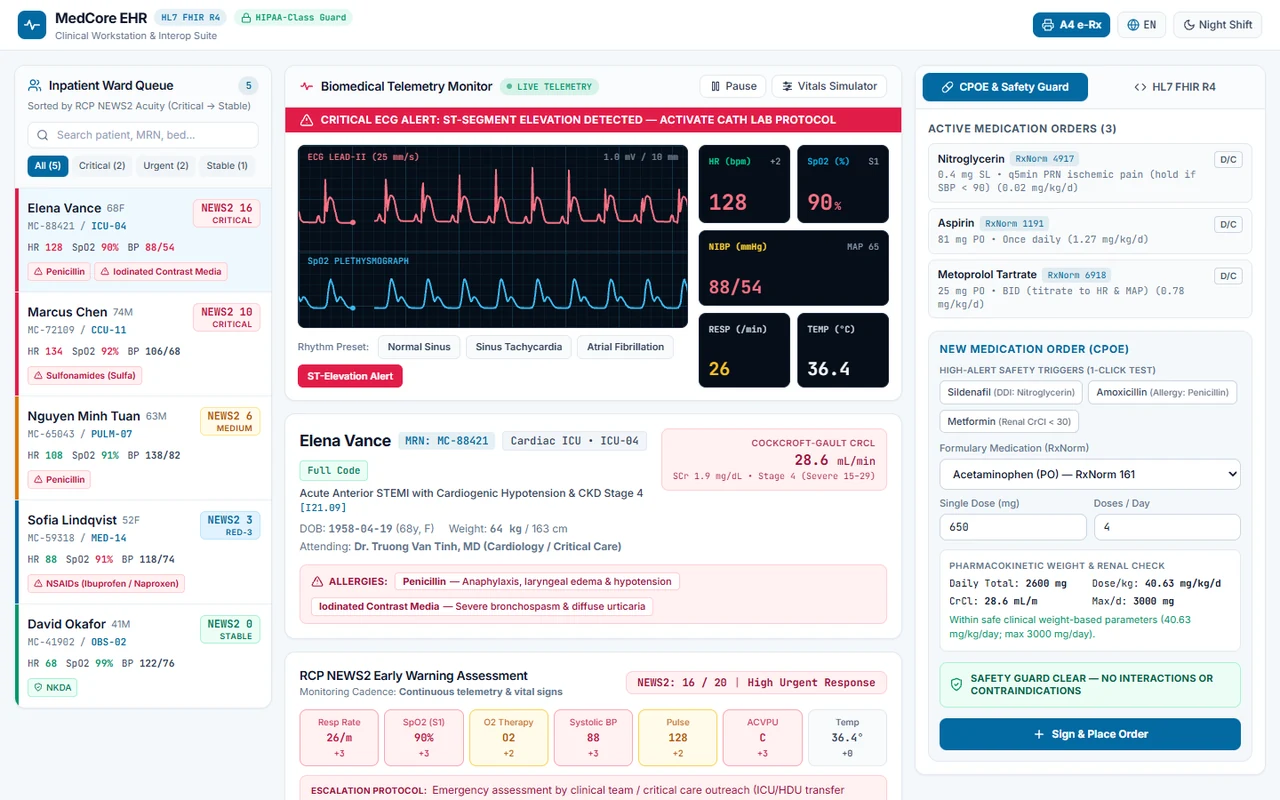 MedCore EHR HL7 FHIR R4 HIPAA-Class Guard
Clinical Workstation & Interop Suite
A4 e-Rx EN Night Shift
Inpatient Ward Queue 5
Sorted by RCP NEWS2 Acuity (Critical → Stable)
Search patient, MRN, bed...
All (5) Critical (2) Urgent (2) Stable (1)
Elena Vance 68F NEWS2 16
CRITICAL
MC-88421 / ICU-04
HR 128 SpO2 90% BP 88/54
Penicillin Iodinated Contrast Media
Marcus Chen 74M NEWS2 10
CRITICAL
MC-72109 / CCU-11
HR 134 SpO2 92% BP 106/68
Sulfonamides (Sulfa)
Nguyen Minh Tuan 63M NEWS2 6
MEDIUM
MC-65043 / PULM-07
HR 108 SpO2 91% BP 138/82
Penicillin
Sofia Lindqvist 52F NEWS2 3
RED-3
MC-59318 / MED-14
HR 88 SpO2 91% BP 118/74
NSAIDs (Ibuprofen / Naproxen)
David Okafor 41M NEWS2 0
STABLE
MC-41902 / OBS-02
HR 68 SpO2 99% BP 122/76
NKDA
Biomedical Telemetry Monitor LIVE TELEMETRY Pause Vitals Simulator
CRITICAL ECG ALERT: ST-SEGMENT ELEVATION DETECTED — ACTIVATE CATH LAB PROTOCOL
ECG LEAD-II (25 mm/s) 1.0 mV / 10 mm
SpO2 PLETHYSMOGRAPH
HR (bpm) +2
128
SpO2 (%) S1
90%
NIBP (mmHg) MAP 65
88/54
RESP (/min)
26
TEMP (°C)
36.4
Rhythm Preset: Normal Sinus Sinus Tachycardia Atrial Fibrillation
ST-Elevation Alert
Elena Vance MRN: MC-88421 Cardiac ICU • ICU-04
Full Code
Acute Anterior STEMI with Cardiogenic Hypotension & CKD Stage 4
[I21.09]
DOB: 1958-04-19 (68y, F) Weight: 64 kg / 163 cm
Attending: Dr. Truong Van Tinh, MD (Cardiology / Critical Care)
COCKCROFT-GAULT CRCL
28.6 mL/min
SCr 1.9 mg/dL • Stage 4 (Severe 15–29)
ALLERGIES: Penicillin — Anaphylaxis, laryngeal edema & hypotension
Iodinated Contrast Media — Severe bronchospasm & diffuse urticaria
RCP NEWS2 Early Warning Assessment
Monitoring Cadence: Continuous telemetry & vital signs
NEWS2: 16 / 20 | High Urgent Response
Resp Rate SpO2 (S1) O2 Therapy Systolic BP Pulse ACVPU Temp
26/m 90% O2 88 128 C 36.4°
+3 +3 +2 +3 +2 +3 +0
ESCALATION PROTOCOL: Emergency assessment by clinical team / critical care outreach (ICU/HDU transfer
CPOE & Safety Guard HL7 FHIR R4
ACTIVE MEDICATION ORDERS (3)
Nitroglycerin RxNorm 4917 D/C
0.4 mg SL • q5min PRN ischemic pain (hold if
SBP < 90) (0.02 mg/kg/d)
Aspirin RxNorm 1191 D/C
81 mg PO • Once daily (1.27 mg/kg/d)
Metoprolol Tartrate RxNorm 6918 D/C
25 mg PO • BID (titrate to HR & MAP) (0.78
mg/kg/d)
NEW MEDICATION ORDER (CPOE)
HIGH-ALERT SAFETY TRIGGERS (1-CLICK TEST)
Sildenafil (DDI: Nitroglycerin) Amoxicillin (Allergy: Penicillin)
Metformin (Renal CrCl < 30)
Formulary Medication (RxNorm)
Acetaminophen (PO) — RxNorm 161
Single Dose (mg) Doses / Day
650 4
PHARMACOKINETIC WEIGHT & RENAL CHECK
Daily Total: 2600 mg Dose/kg: 40.63 mg/kg/d
CrCl: 28.6 mL/m Max/d: 3000 mg
Within safe clinical weight-based parameters (40.63
mg/kg/day; max 3000 mg/day).
SAFETY GUARD CLEAR — NO INTERACTIONS OR
CONTRAINDICATIONS
Sign & Place Order